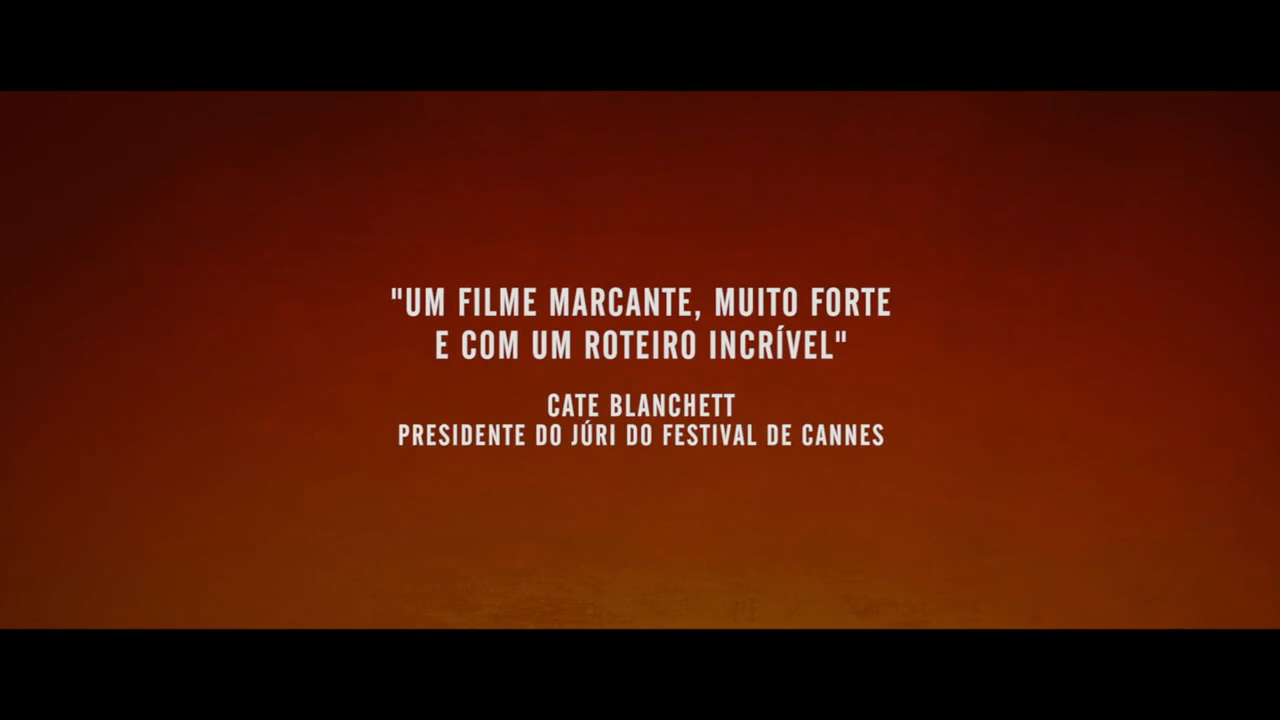 "UM FILME MARCANTE, MUITO FORTE
E COM UM ROTEIRO INCRÍVEL"
CATE BLANCHETT
PRESIDENTE DO JÚRI DO FESTIVAL DE CANNES